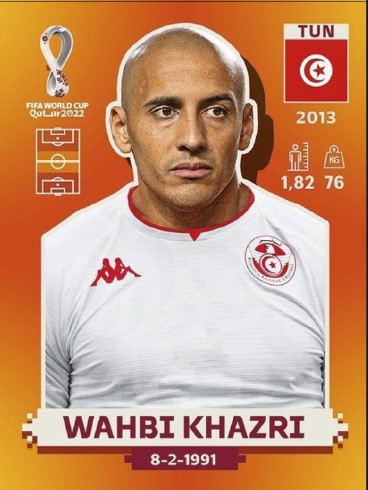 FIFA WORLD CUP
Qatar2022
TUN
2013
KG
1,82 76
WAHBI KHAZRI
8-2-1991